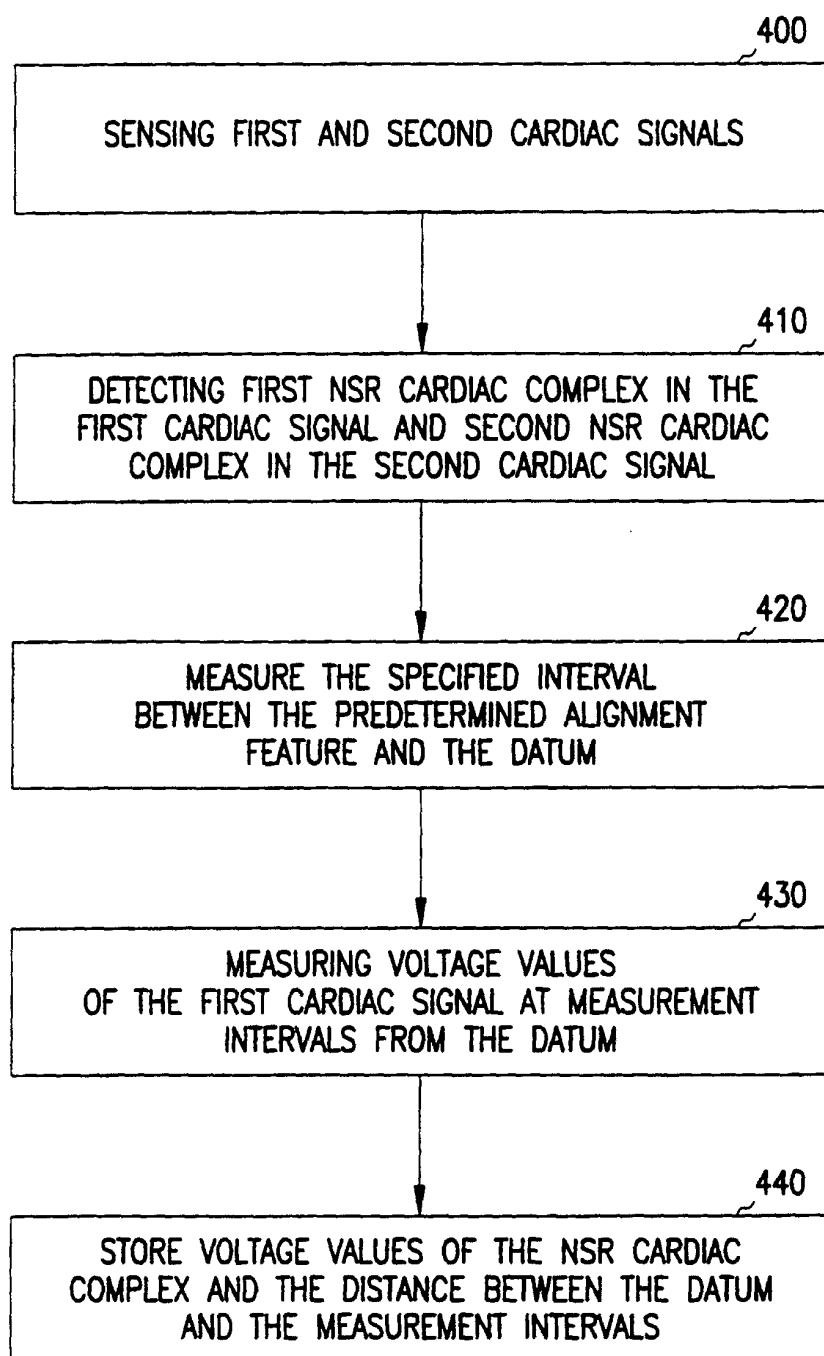 400
SENSING FIRST AND SECOND CARDIAC SIGNALS
410
DETECTING FIRST NSR CARDIAC COMPLEX IN THE
FIRST CARDIAC SIGNAL AND SECOND NSR CARDIAC
COMPLEX IN THE SECOND CARDIAC SIGNAL
420
MEASURE THE SPECIFIED INTERVAL
BETWEEN THE PREDETERMINED ALIGNMENT
FEATURE AND THE DATUM
430
MEASURING VOLTAGE VALUES
OF THE FIRST CARDIAC SIGNAL AT MEASUREMENT
INTERVALS FROM THE DATUM
440
STORE VOLTAGE VALUES OF THE NSR CARDIAC
COMPLEX AND THE DISTANCE BETWEEN THE DATUM
AND THE MEASUREMENT INTERVALS